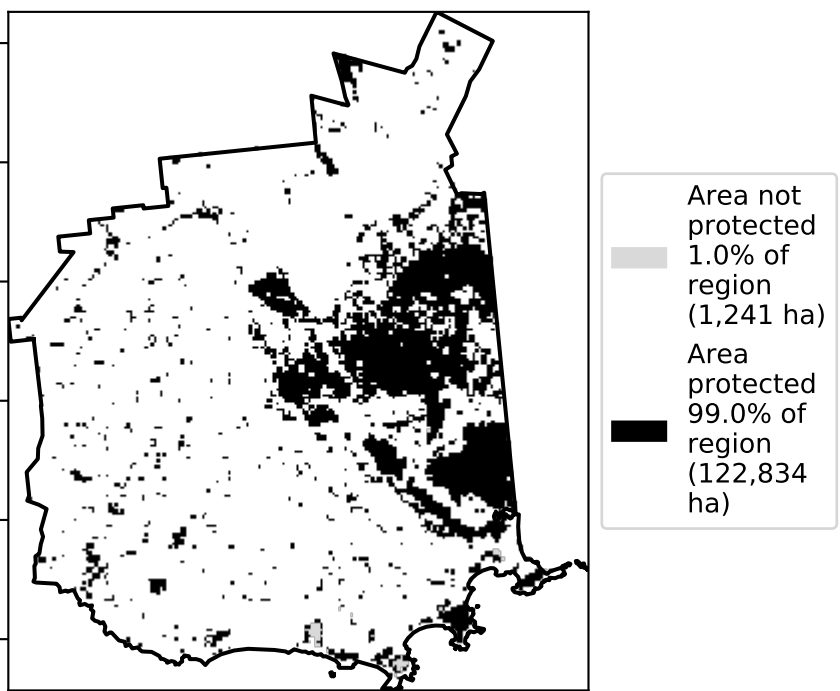 Area not
protected
1.0% of
region
(1,241 ha)
Area
protected
99.0% of
region
(122,834
ha)